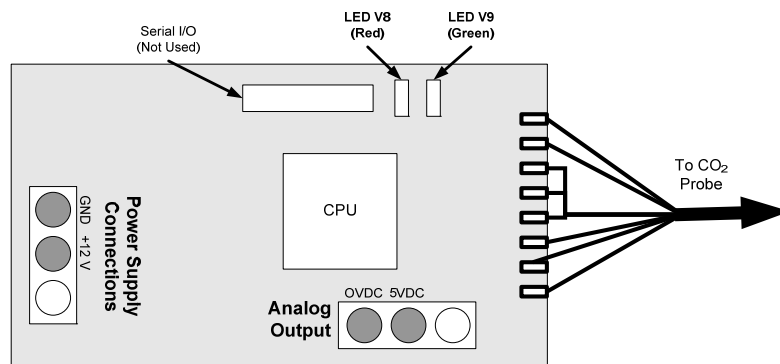 Serial I/O
(Not Used)
LED V8
(Red)
LED V9
(Green)
To CO₂
Probe
CPU
GND +12 V
Power Supply
Connections
OVDC 5VDC
Analog
Output